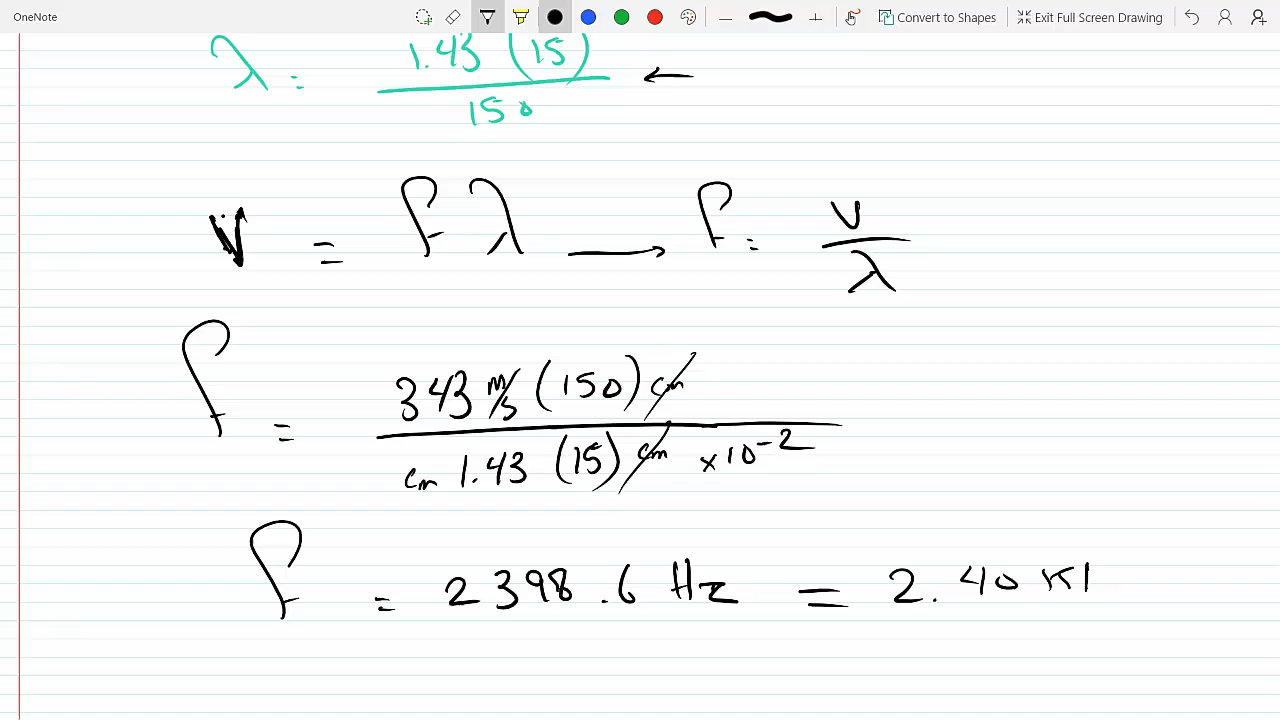 OneNote Convert to Shapes Exit Full Screen Drawing
λ = 1.43 (15)
150
V = f λ → f = V
λ
f = 343 m/s (150) cm
cm 1.43 (15) cm ×10⁻²
f = 2398.6 Hz = 2.40 KH